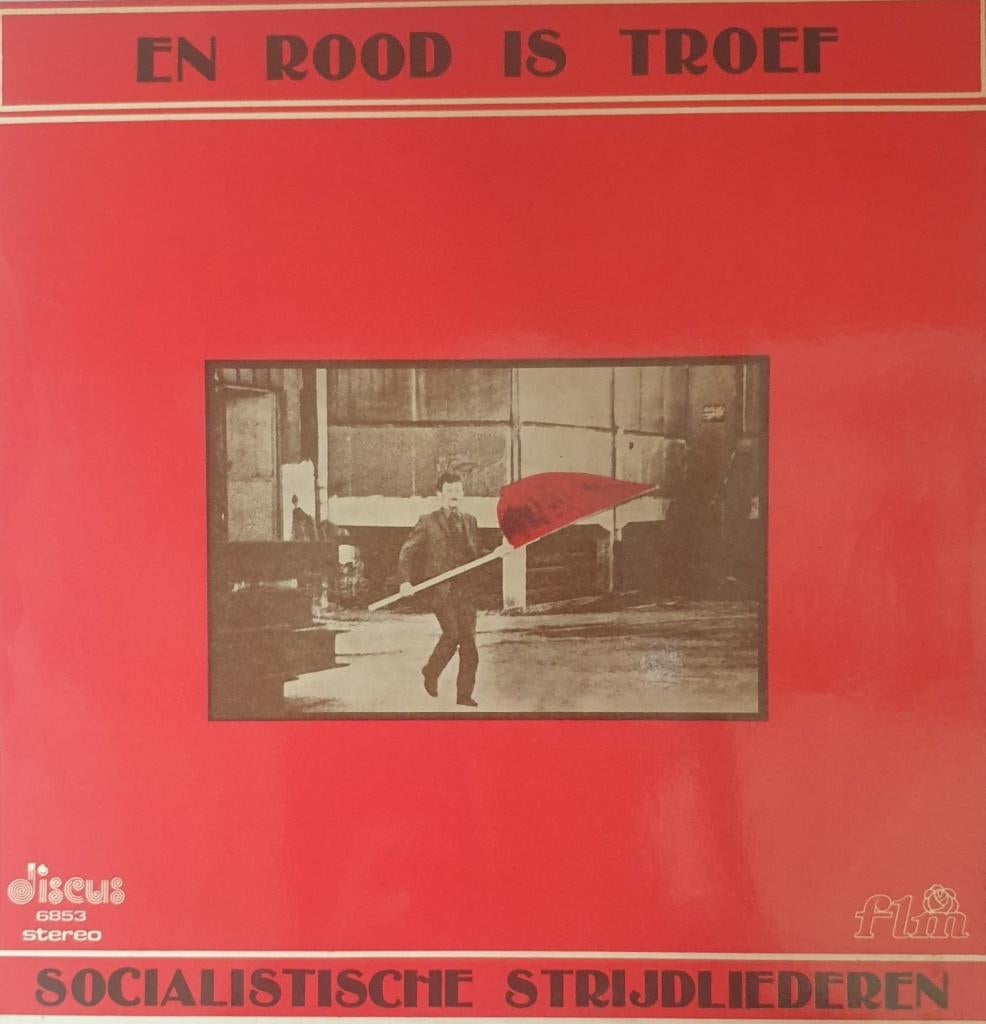 EN ROOD IS TROEF
discus
6853
stereo
flm
SOCIALISTISCHE STRIJDLIEDEREN